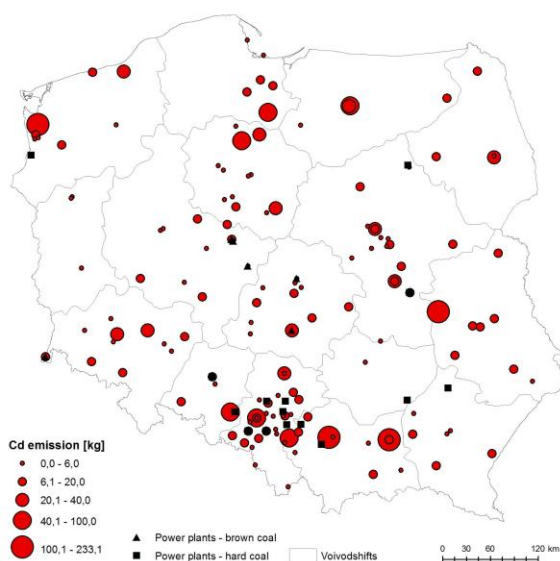 Cd emission [kg]
0,0 - 6,0
6,1 - 20,0
20,1 - 40,0
40,1 - 100,0
100,1 - 233,1
Power plants - brown coal
Power plants - hard coal
Voivodshifts
0 30 60 120 km